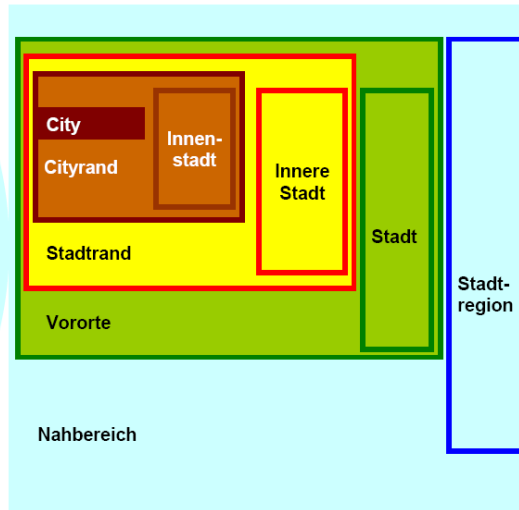 City
Cityrand
Innen-
stadt
Innere
Stadt
Stadtrand
Stadt
Vororte
Stadt-
region
Nahbereich